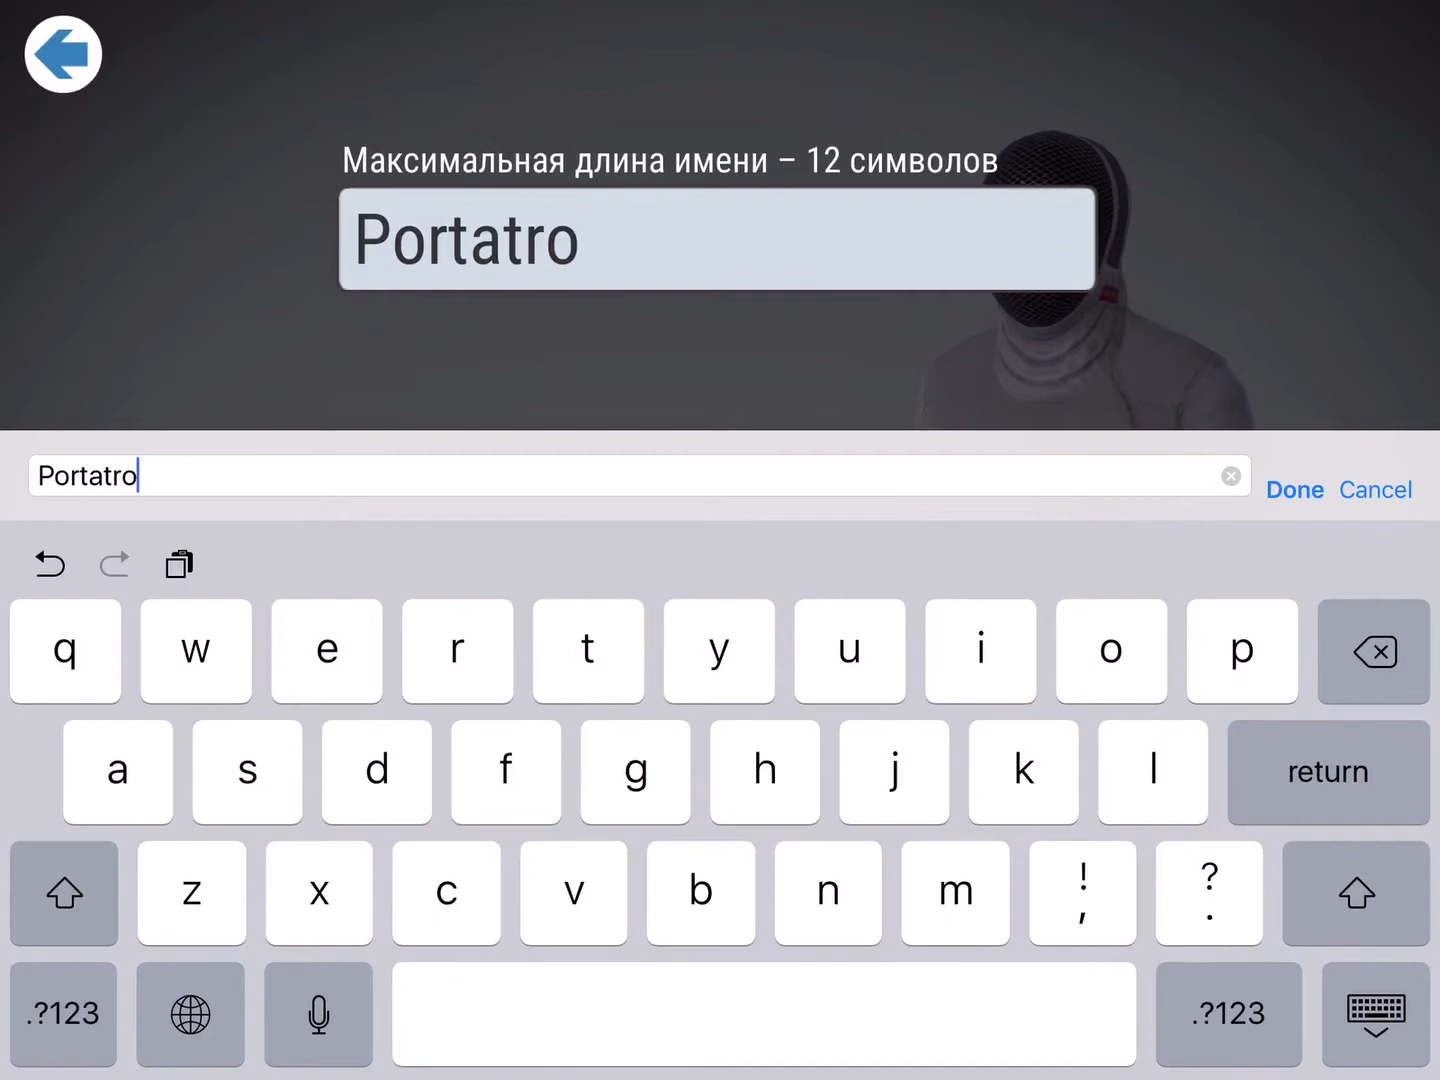 Максимальная длина имени – 12 символов
Portatro
Portatro
Done Cancel
q w e r t y u i o p
a s d f g h j k l return
z x c v b n m ! , ? .
.?123 .?123